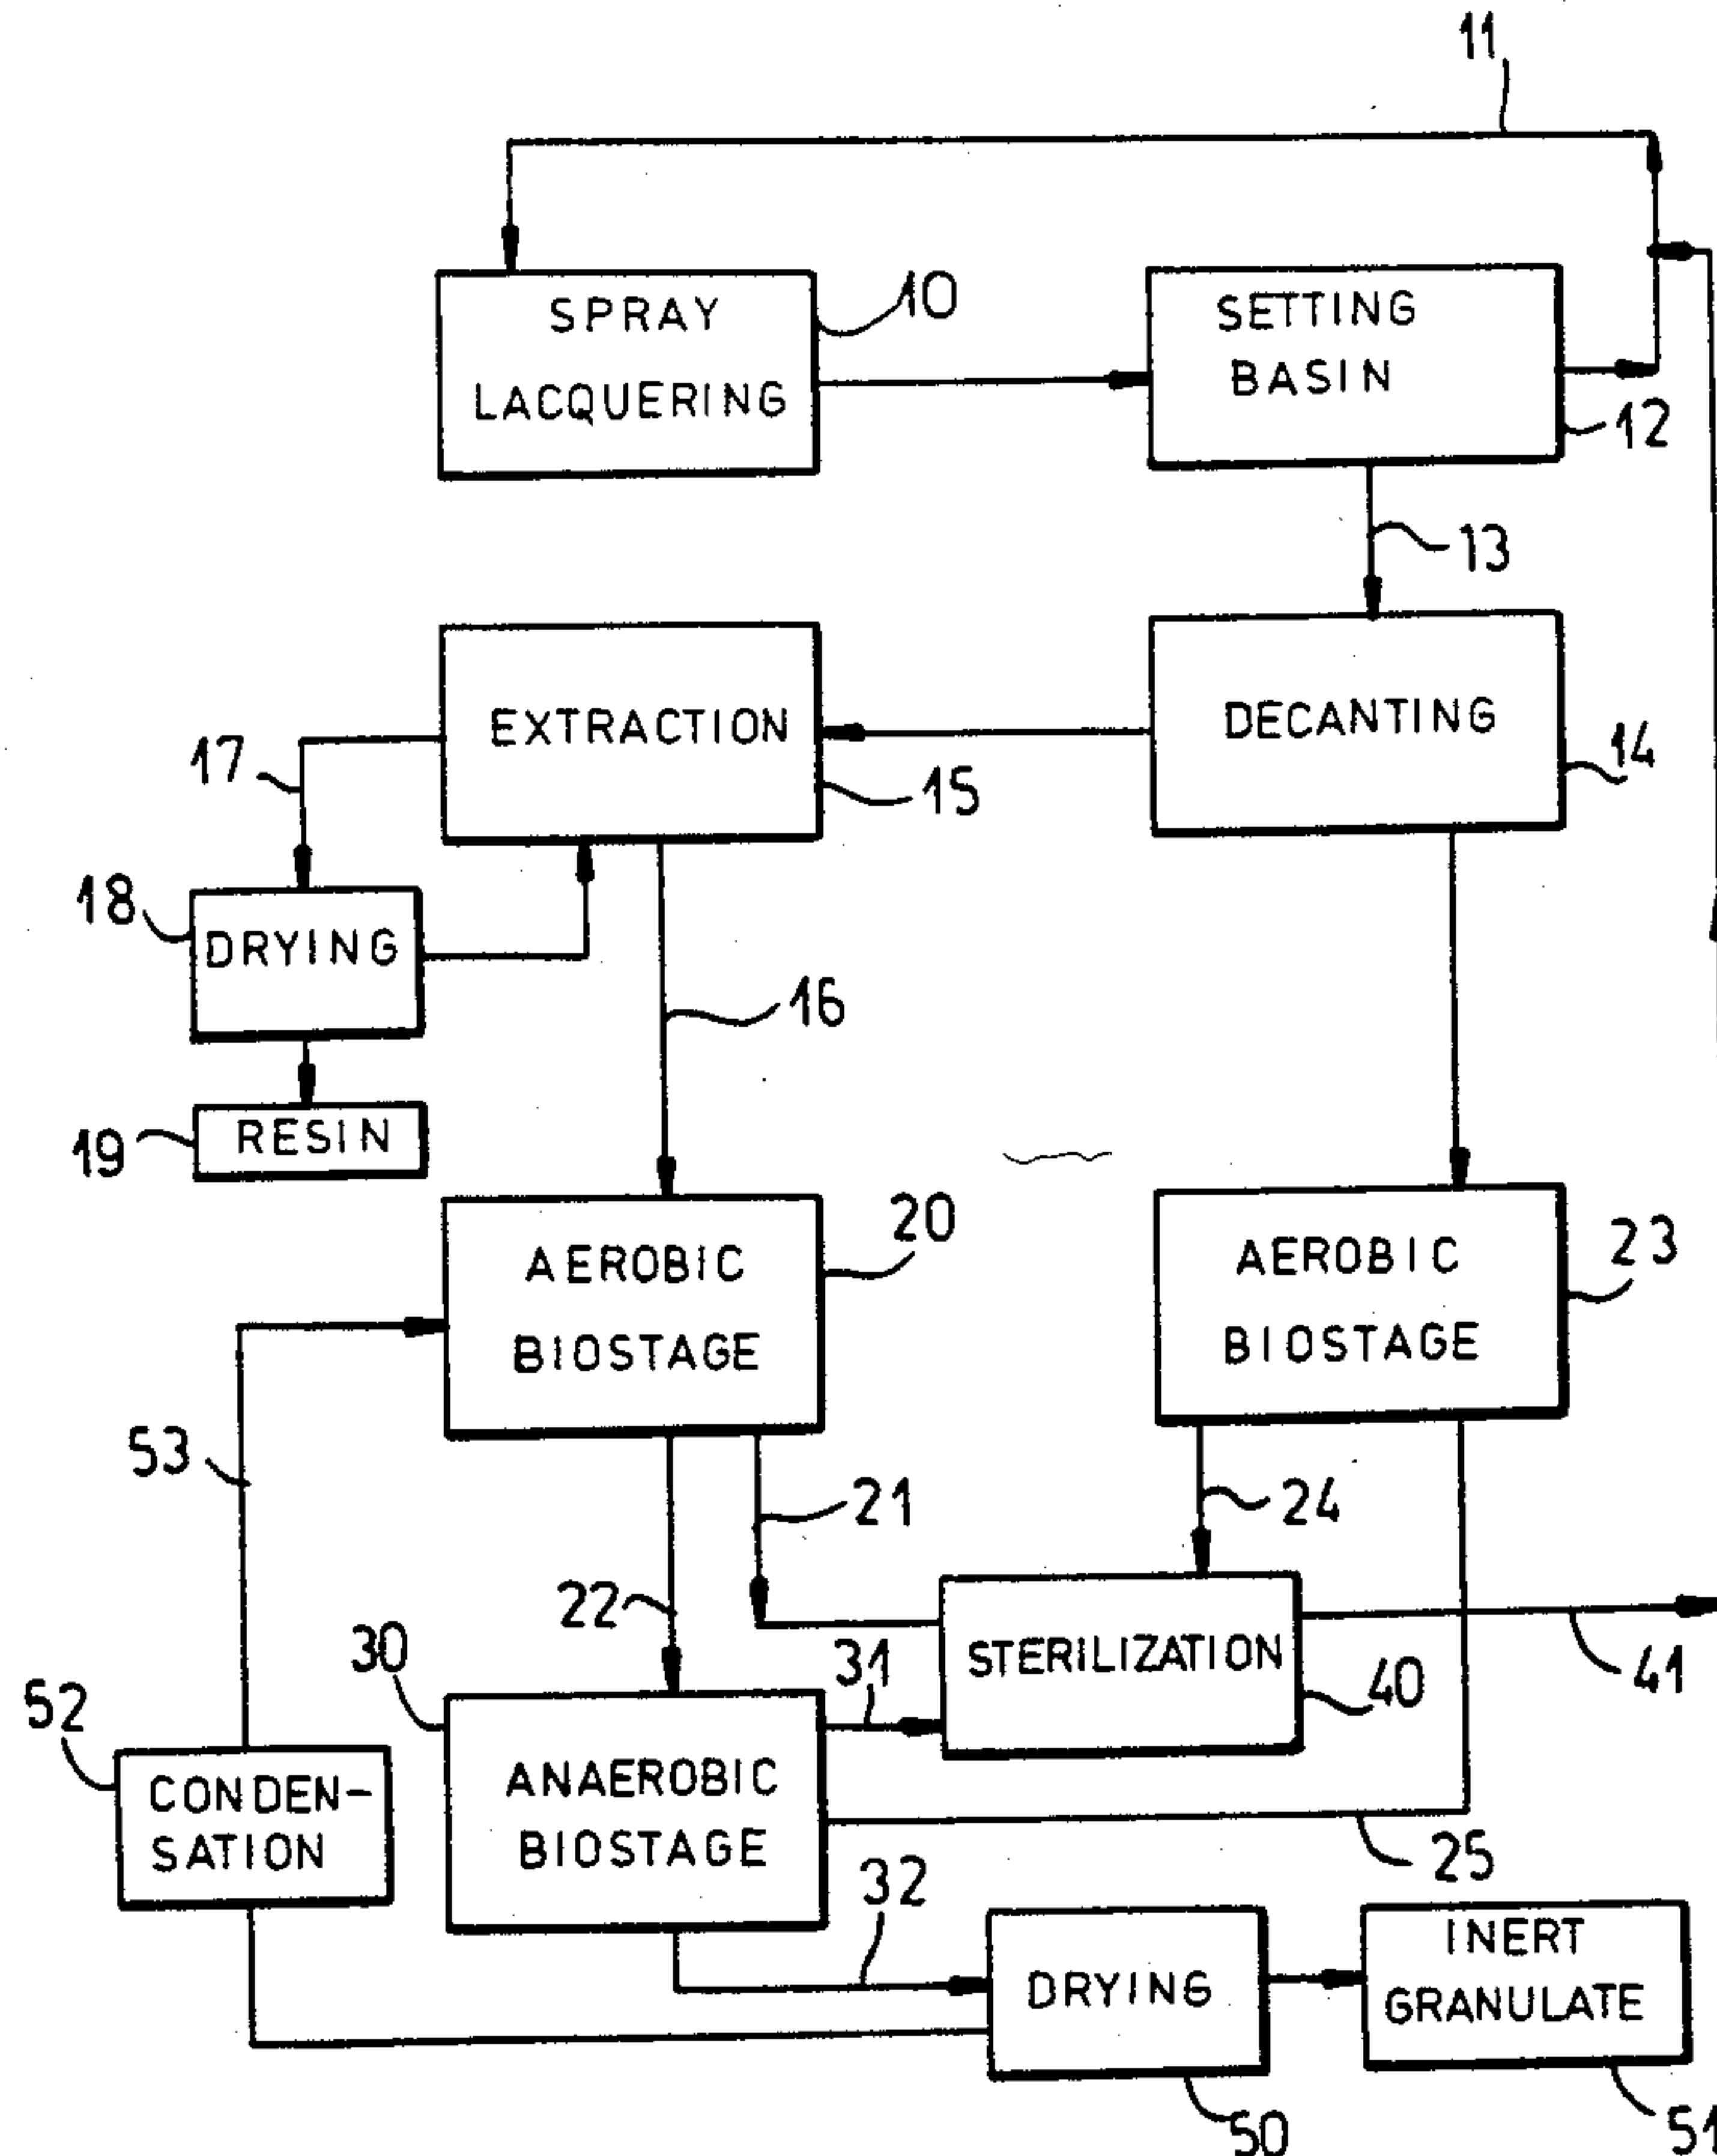 11
SPRAY
LACQUERING
10
SETTING
BASIN
12
13
EXTRACTION
15
DECANTING
14
17
18
DRYING
16
19
RESIN
AEROBIC
BIOSTAGE
20
AEROBIC
BIOSTAGE
23
53
21
24
22
30
31
STERILIZATION
40
41
52
CONDEN-
SATION
ANAEROBIC
BIOSTAGE
25
32
DRYING
INERT
GRANULATE
50
51